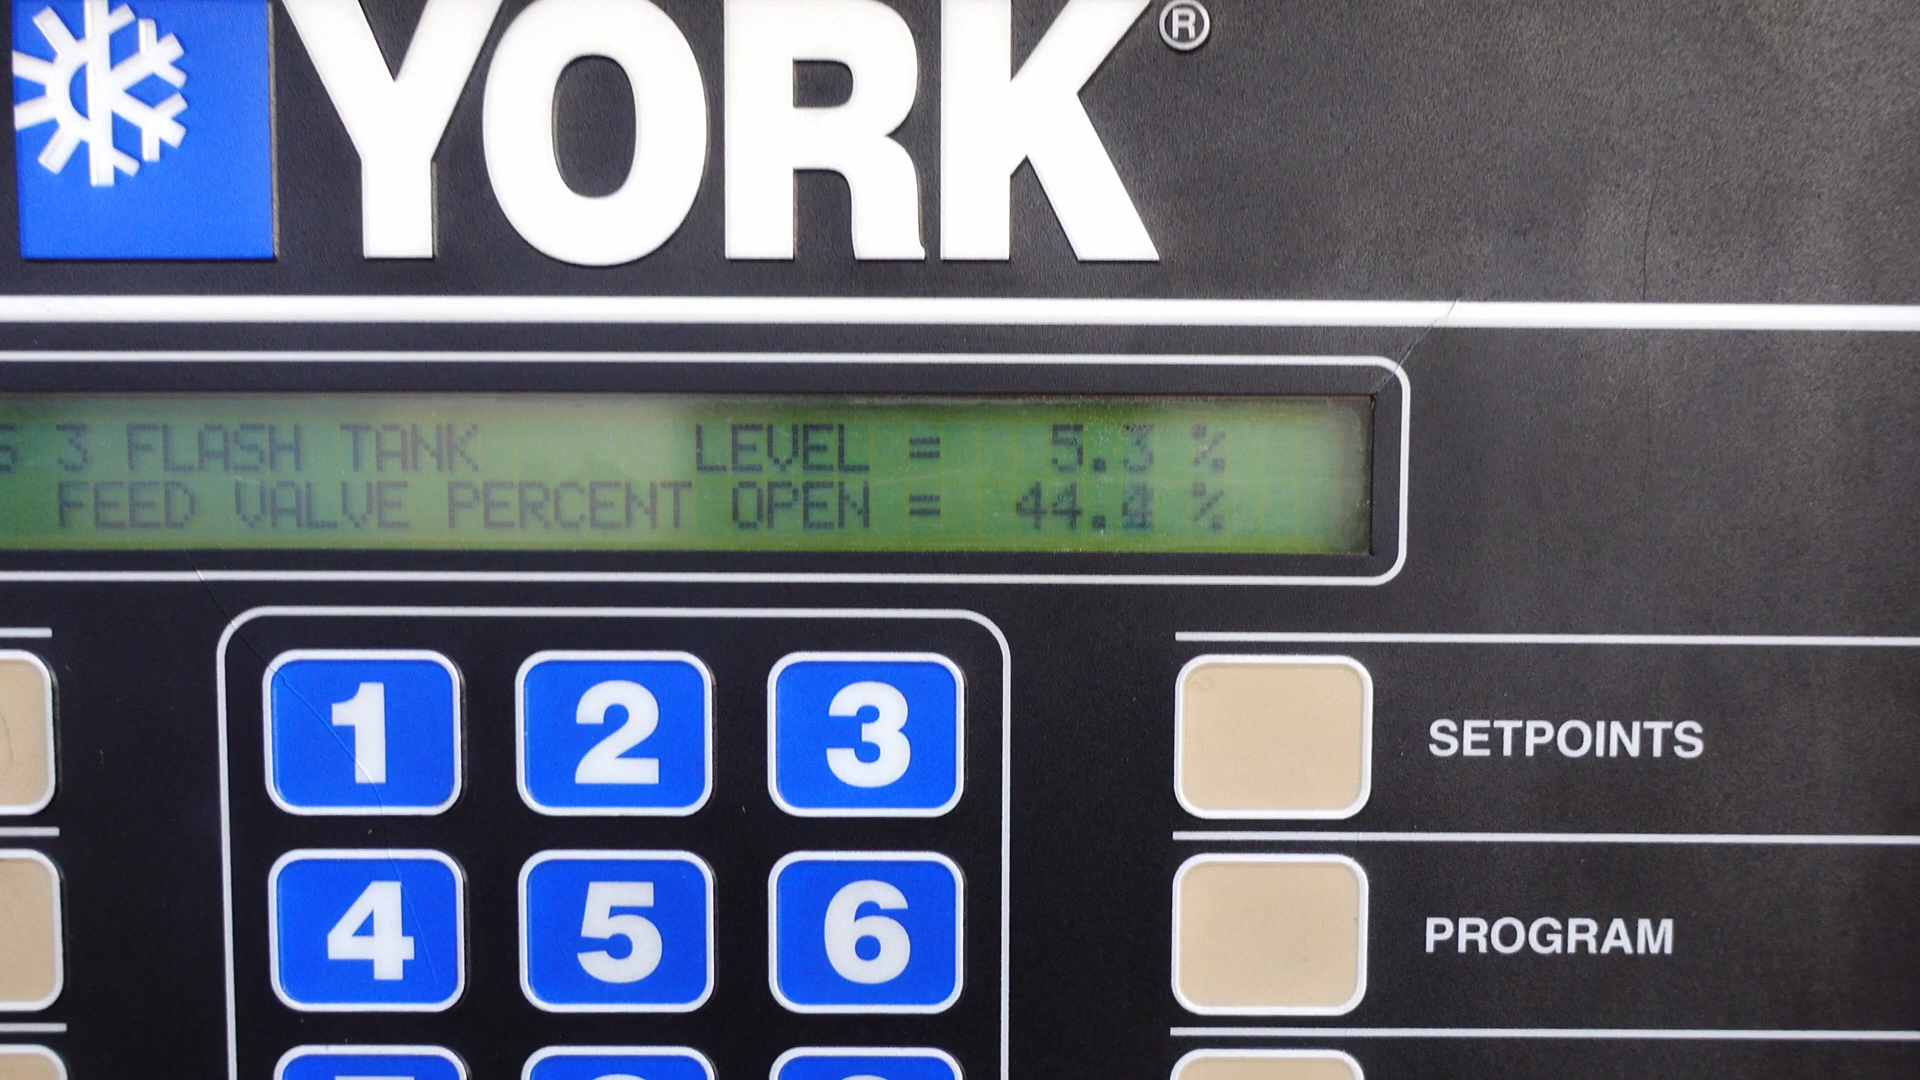 YORK®
S 3 FLASH TANK LEVEL = 5.3 %
FEED VALVE PERCENT OPEN = %
1 2 3
SETPOINTS
4 5 6
PROGRAM